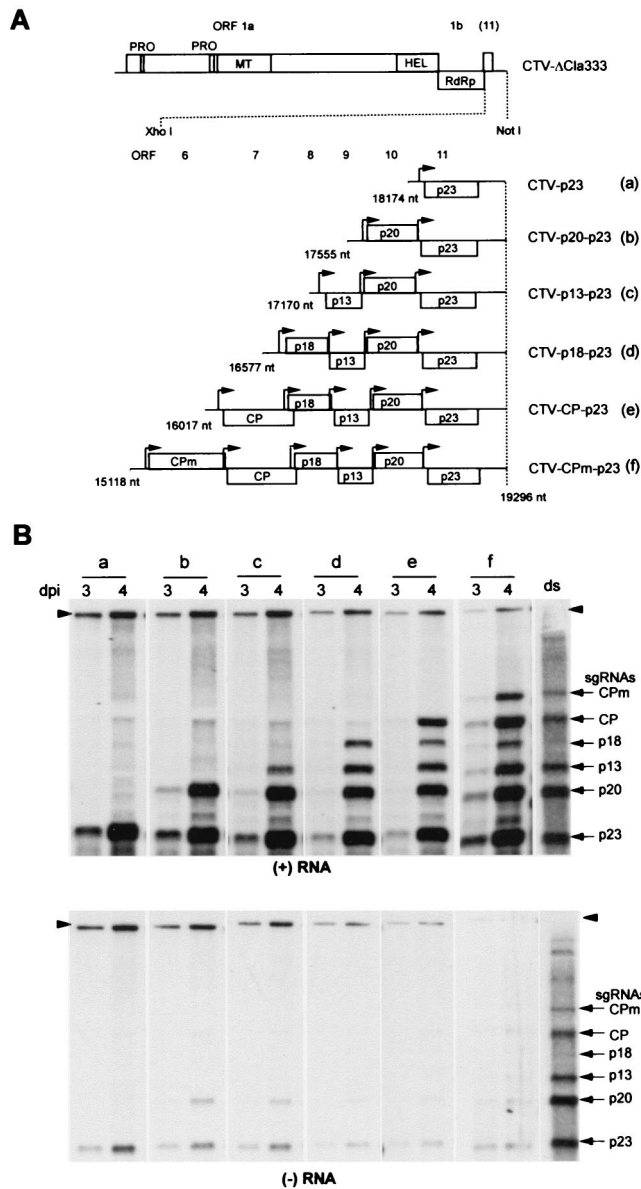 A
ORF 1a 1b (11)
PRO PRO
MT HEL CTV-ΔCla333
RdRp
Xho I Not I
ORF 6 7 8 9 10 11
p23 CTV-p23 (a)
18174 nt
p20 CTV-p20-p23 (b)
p23
17555 nt
p20 CTV-p13-p23 (c)
p13 p23
17170 nt
p18 p20 CTV-p18-p23 (d)
p13 p23
16577 nt
p18 p20 CTV-CP-p23 (e)
CP p13 p23
16017 nt
CPm p18 p20 CTV-CPm-p23 (f)
CP p13 p23
15118 nt
19296 nt
B
a b c d e f
dpi 3 4 3 4 3 4 3 4 3 4 3 4 ds
sgRNAs
CPm
CP
p18
p13
p20
p23
(+) RNA
sgRNAs
CPm
CP
p18
p13
p20
p23
(-) RNA